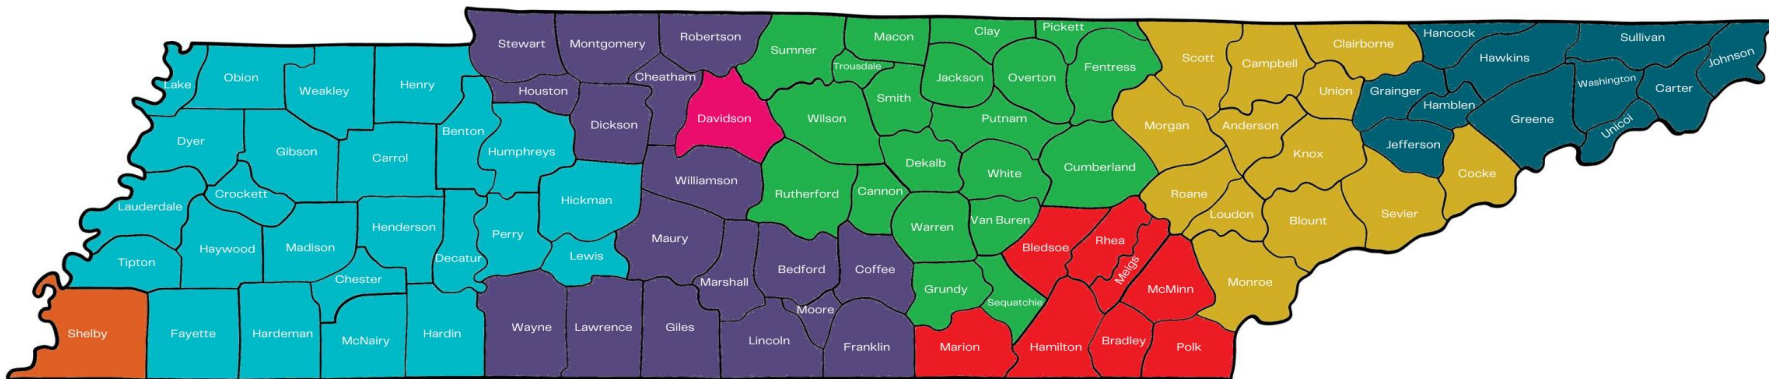 Lake
Obion
Weakley
Henry
Dyer
Gibson
Carrol
Benton
Humphreys
Lauderdale
Crockett
Haywood
Madison
Henderson
Decatur
Perry
Hickman
Lewis
Tipton
Chester
Shelby
Fayette
Hardeman
McNairy
Hardin
Stewart
Montgomery
Robertson
Houston
Cheatham
Dickson
Davidson
Williamson
Maury
Marshall
Bedford
Coffee
Moore
Wayne
Lawrence
Giles
Lincoln
Franklin
Sumner
Macon
Clay
Pickett
Trousdale
Jackson
Overton
Fentress
Smith
Wilson
Putnam
Dekalb
White
Cumberland
Rutherford
Cannon
Warren
Van Buren
Grundy
Sequatchie
Bledsoe
Rhea
Meigs
McMinn
Marion
Hamilton
Bradley
Polk
Scott
Campbell
Clairborne
Union
Morgan
Anderson
Knox
Roane
Loudon
Blount
Sevier
Cocke
Monroe
Hancock
Hawkins
Sullivan
Johnson
Grainger
Hamblen
Washington
Carter
Greene
Unicoi
Jefferson